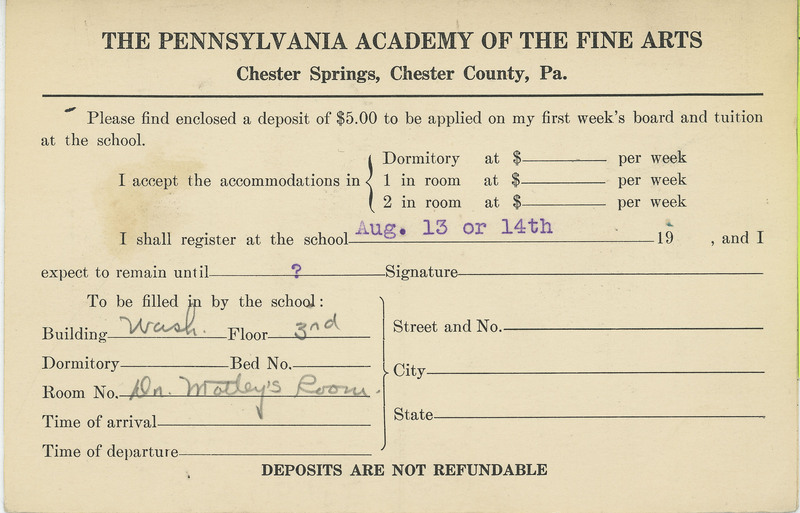 THE PENNSYLVANIA ACADEMY OF THE FINE ARTS
Chester Springs, Chester County, Pa.
Please find enclosed a deposit of $5.00 to be applied on my first week's board and tuition
at the school.
I accept the accommodations in
Dormitory at $ per week
1 in room at $ per week
2 in room at $ per week
I shall register at the school Aug. 13 or 14th 19 , and I
expect to remain until ? Signature
To be filled in by the school:
Building Wash. Floor 3nd
Dormitory Bed No.
Room No. Dr. Motley's Room.
Time of arrival
Time of departure
Street and No.
City
State
DEPOSITS ARE NOT REFUNDABLE